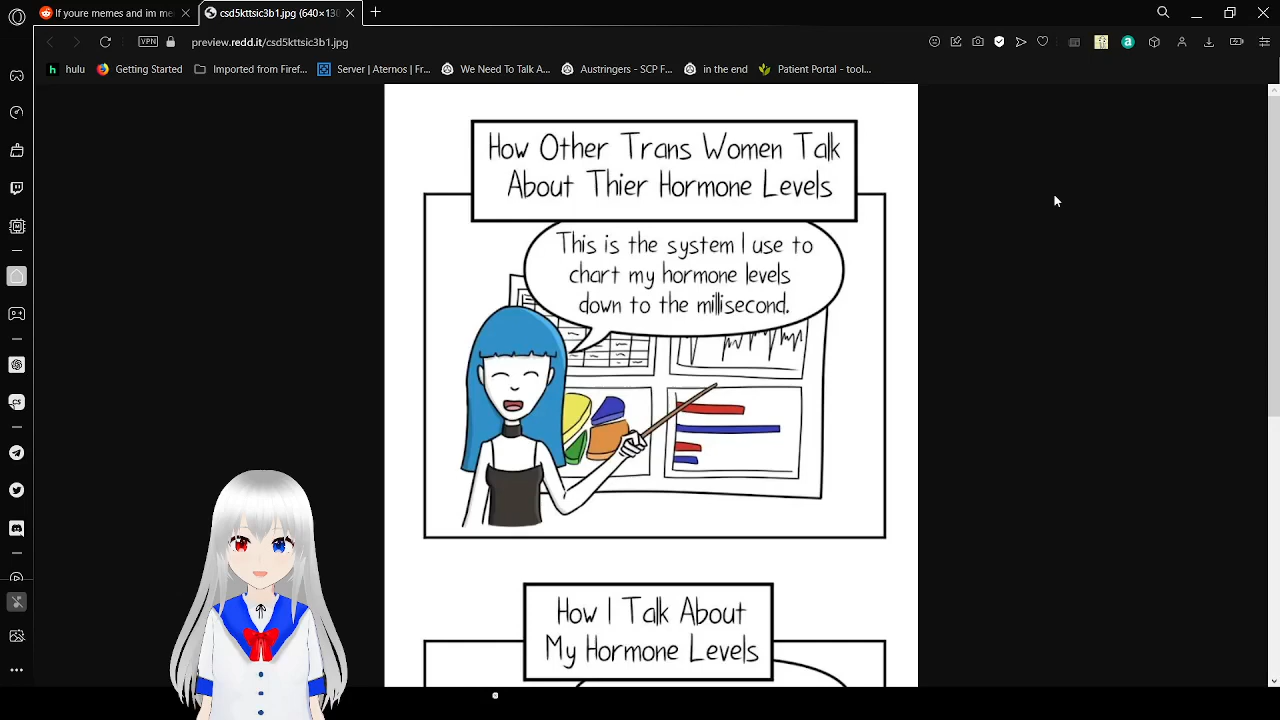 If youre memes and im me
csd5kttsic3b1.jpg (640×130
VPN
preview.redd.it/csd5kttsic3b1.jpg
hulu
Getting Started
Imported from Firef...
Server | Aternos | Fr...
We Need To Talk A...
Austringers - SCP F...
in the end
Patient Portal - tool...
How Other Trans Women Talk
About Thier Hormone Levels
This is the system I use to
chart my hormone levels
down to the millisecond.
How I Talk About
My Hormone Levels